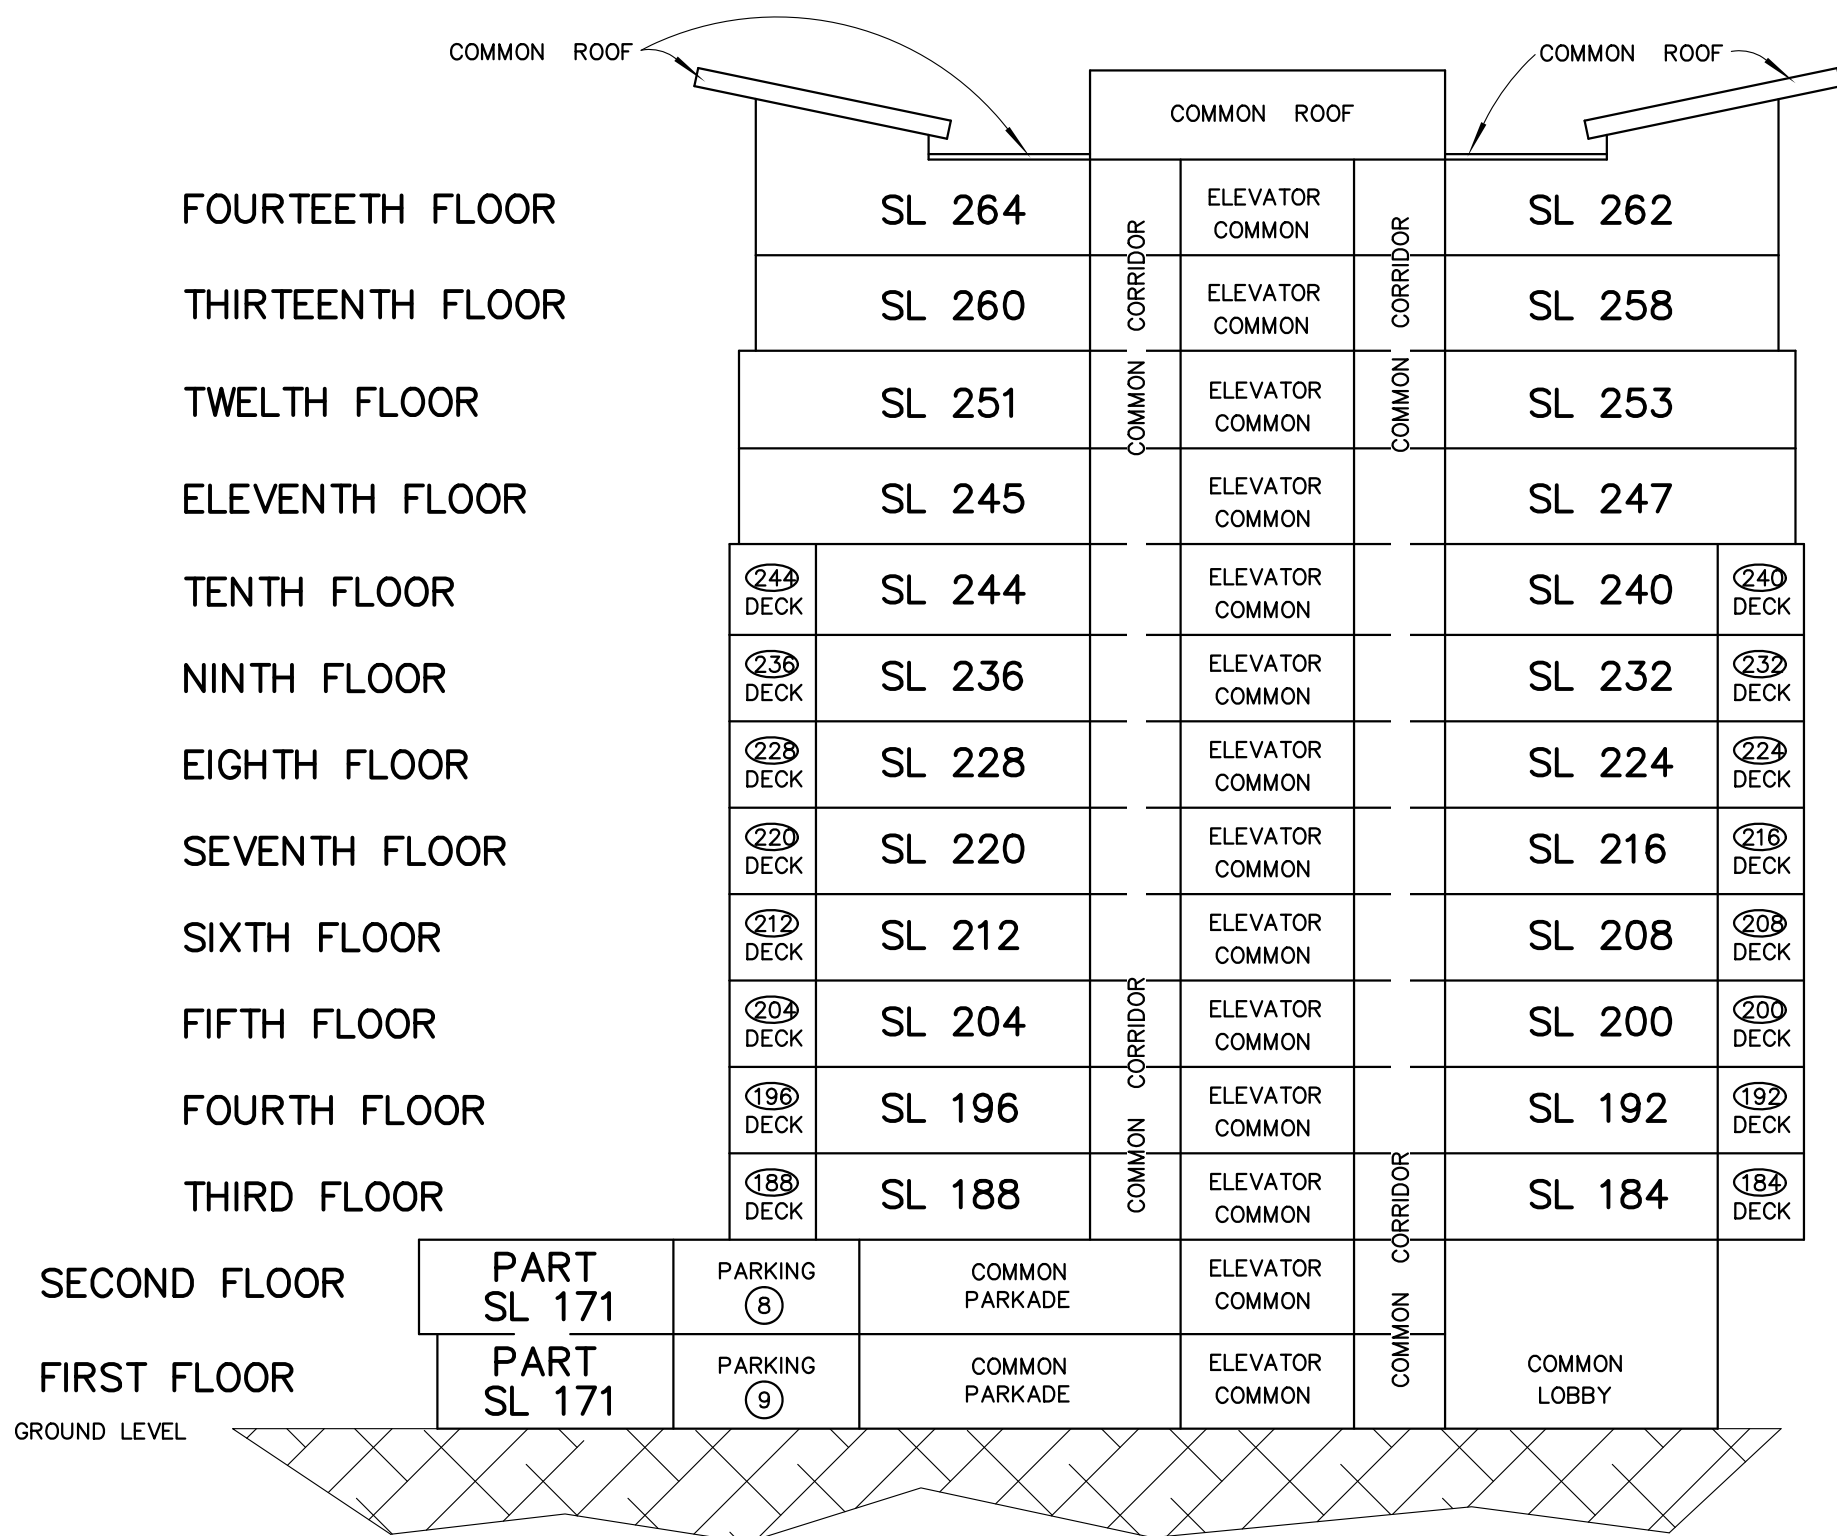 COMMON ROOF
COMMON ROOF
COMMON ROOF
FOURTEETH FLOOR
SL 264
ELEVATOR
COMMON
SL 262
COMMON CORRIDOR
COMMON CORRIDOR
THIRTEENTH FLOOR
SL 260
ELEVATOR
COMMON
SL 258
TWELTH FLOOR
SL 251
ELEVATOR
COMMON
SL 253
ELEVENTH FLOOR
SL 245
ELEVATOR
COMMON
SL 247
TENTH FLOOR
244
DECK
SL 244
ELEVATOR
COMMON
SL 240
240
DECK
NINTH FLOOR
236
DECK
SL 236
ELEVATOR
COMMON
SL 232
232
DECK
EIGHTH FLOOR
228
DECK
SL 228
ELEVATOR
COMMON
SL 224
224
DECK
SEVENTH FLOOR
220
DECK
SL 220
ELEVATOR
COMMON
SL 216
216
DECK
SIXTH FLOOR
212
DECK
SL 212
ELEVATOR
COMMON
SL 208
208
DECK
FIFTH FLOOR
204
DECK
SL 204
COMMON CORRIDOR
ELEVATOR
COMMON
SL 200
200
DECK
FOURTH FLOOR
196
DECK
SL 196
ELEVATOR
COMMON
SL 192
192
DECK
THIRD FLOOR
188
DECK
SL 188
ELEVATOR
COMMON
COMMON CORRIDOR
SL 184
184
DECK
SECOND FLOOR
PART
SL 171
PARKING
8
COMMON
PARKADE
ELEVATOR
COMMON
FIRST FLOOR
PART
SL 171
PARKING
9
COMMON
PARKADE
ELEVATOR
COMMON
COMMON
LOBBY
GROUND LEVEL